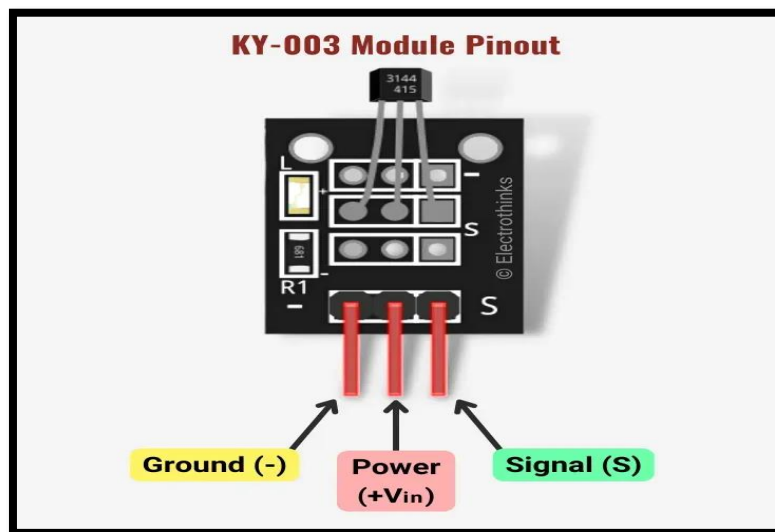 KY-003 Module Pinout
3144
415
L
-
+
S
681
R1
-
-
S
© Electrothinks
Ground (-)
Power
(+Vin)
Signal (S)